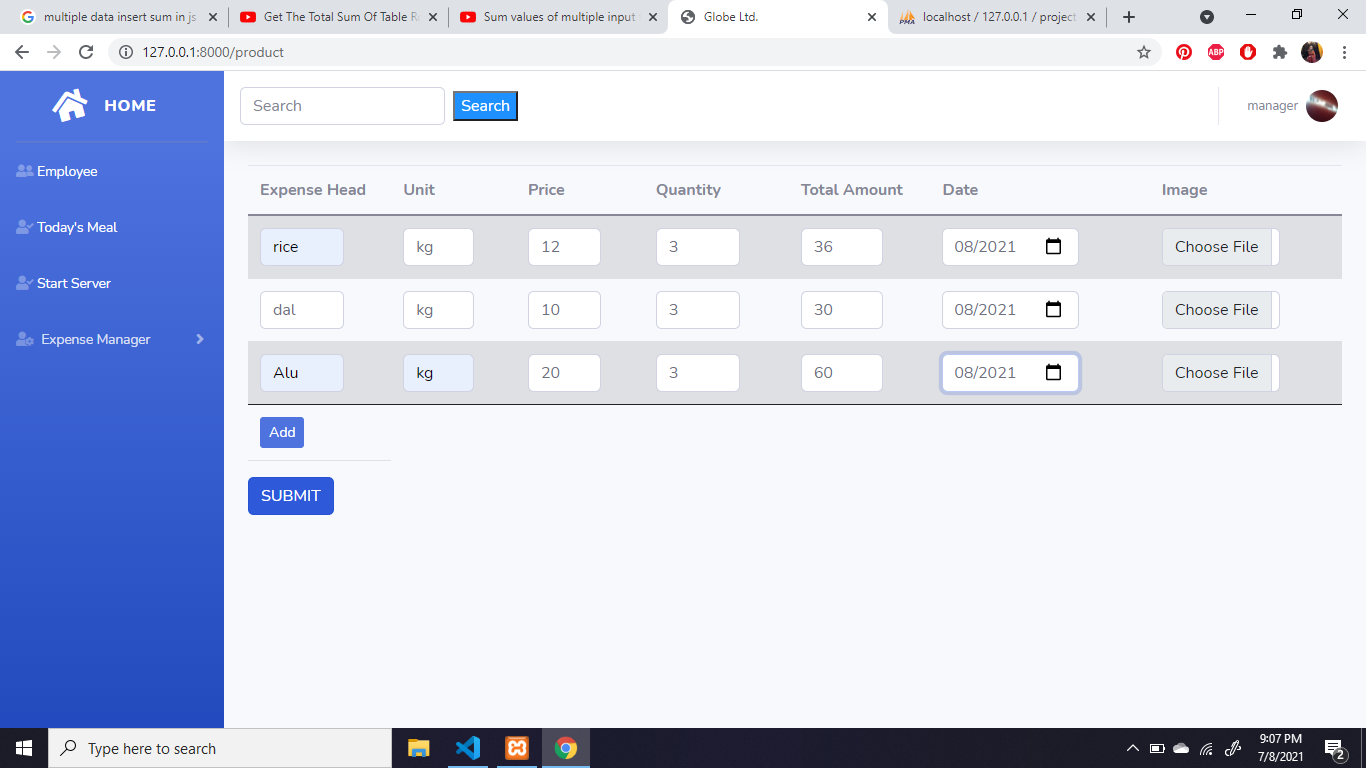 multiple data insert sum in js
Get The Total Sum Of Table R
Sum values of multiple input
Globe Ltd.
localhost / 127.0.0.1 / project
127.0.0.1:8000/product
ABP
HOME
Search
Search
manager
Employee
Today's Meal
Start Server
Expense Manager
Expense Head Unit Price Quantity Total Amount Date Image
rice kg 12 3 36 08/2021 Choose File
dal kg 10 3 30 08/2021 Choose File
Alu kg 20 3 60 08/2021 Choose File
Add
SUBMIT
Type here to search
9:07 PM
7/8/2021
2